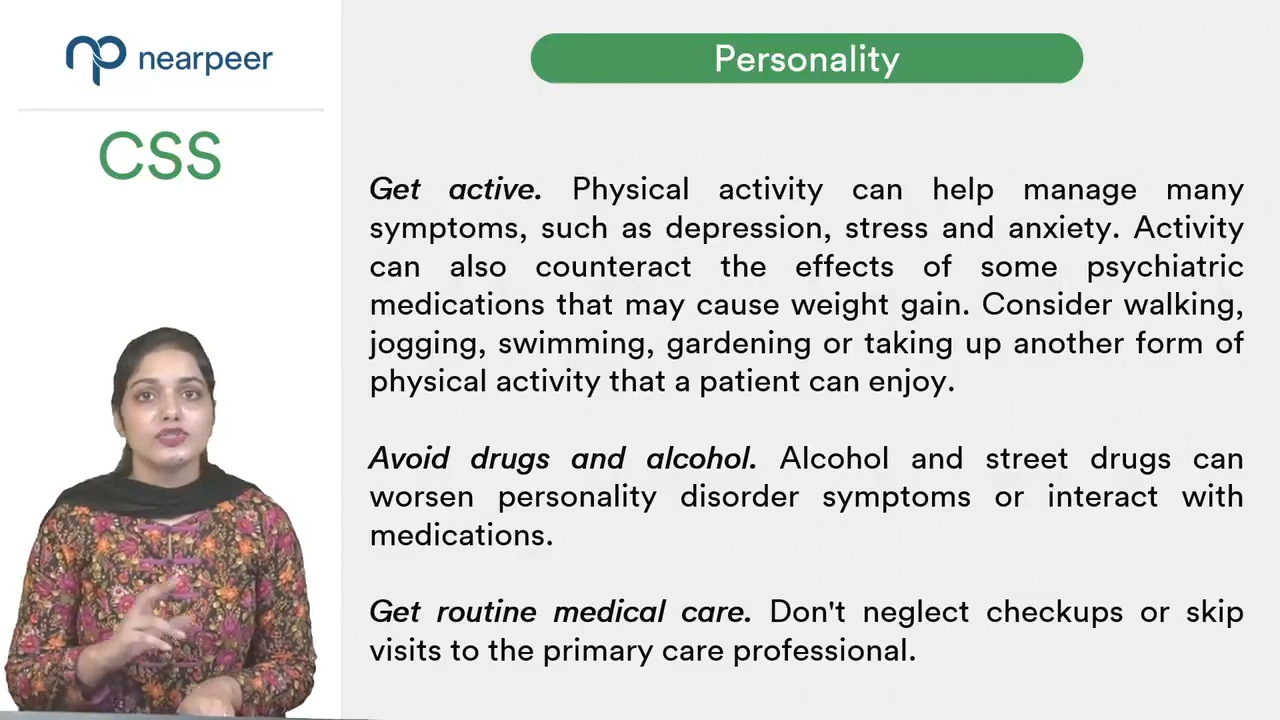 nearpeer
CSS
Personality
Get active. Physical activity can help manage many
symptoms, such as depression, stress and anxiety. Activity
can also counteract the effects of some psychiatric
medications that may cause weight gain. Consider walking,
jogging, swimming, gardening or taking up another form of
physical activity that a patient can enjoy.
Avoid drugs and alcohol. Alcohol and street drugs can
worsen personality disorder symptoms or interact with
medications.
Get routine medical care. Don't neglect checkups or skip
visits to the primary care professional.